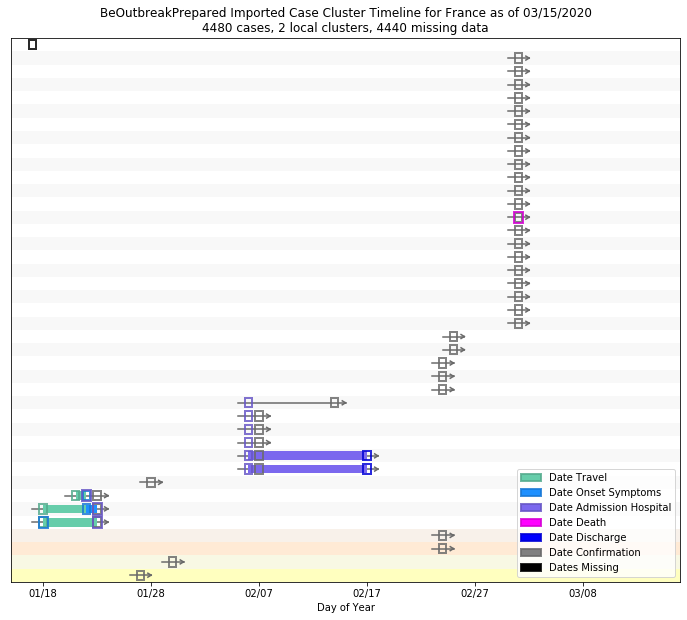 BeOutbreakPrepared Imported Case Cluster Timeline for France as of 03/15/2020
4480 cases, 2 local clusters, 4440 missing data
Date Travel
Date Onset Symptoms
Date Admission Hospital
Date Death
Date Discharge
Date Confirmation
Dates Missing
01/18 01/28 02/07 02/17 02/27 03/08
Day of Year